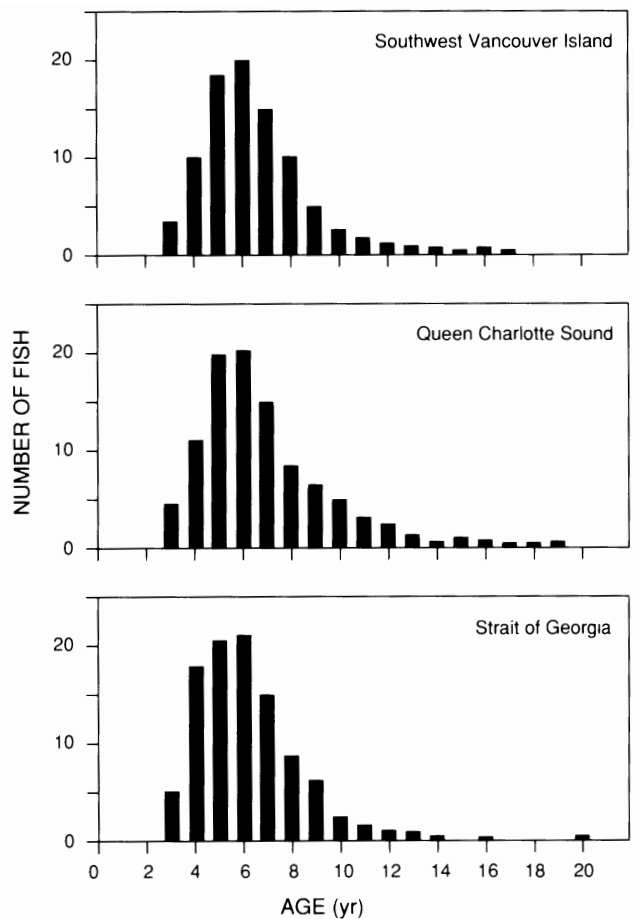 Southwest Vancouver Island
20
10
0
Queen Charlotte Sound
20
10
0
NUMBER OF FISH
Strait of Georgia
20
10
0
0 2 4 6 8 10 12 14 16 18 20
AGE (yr)